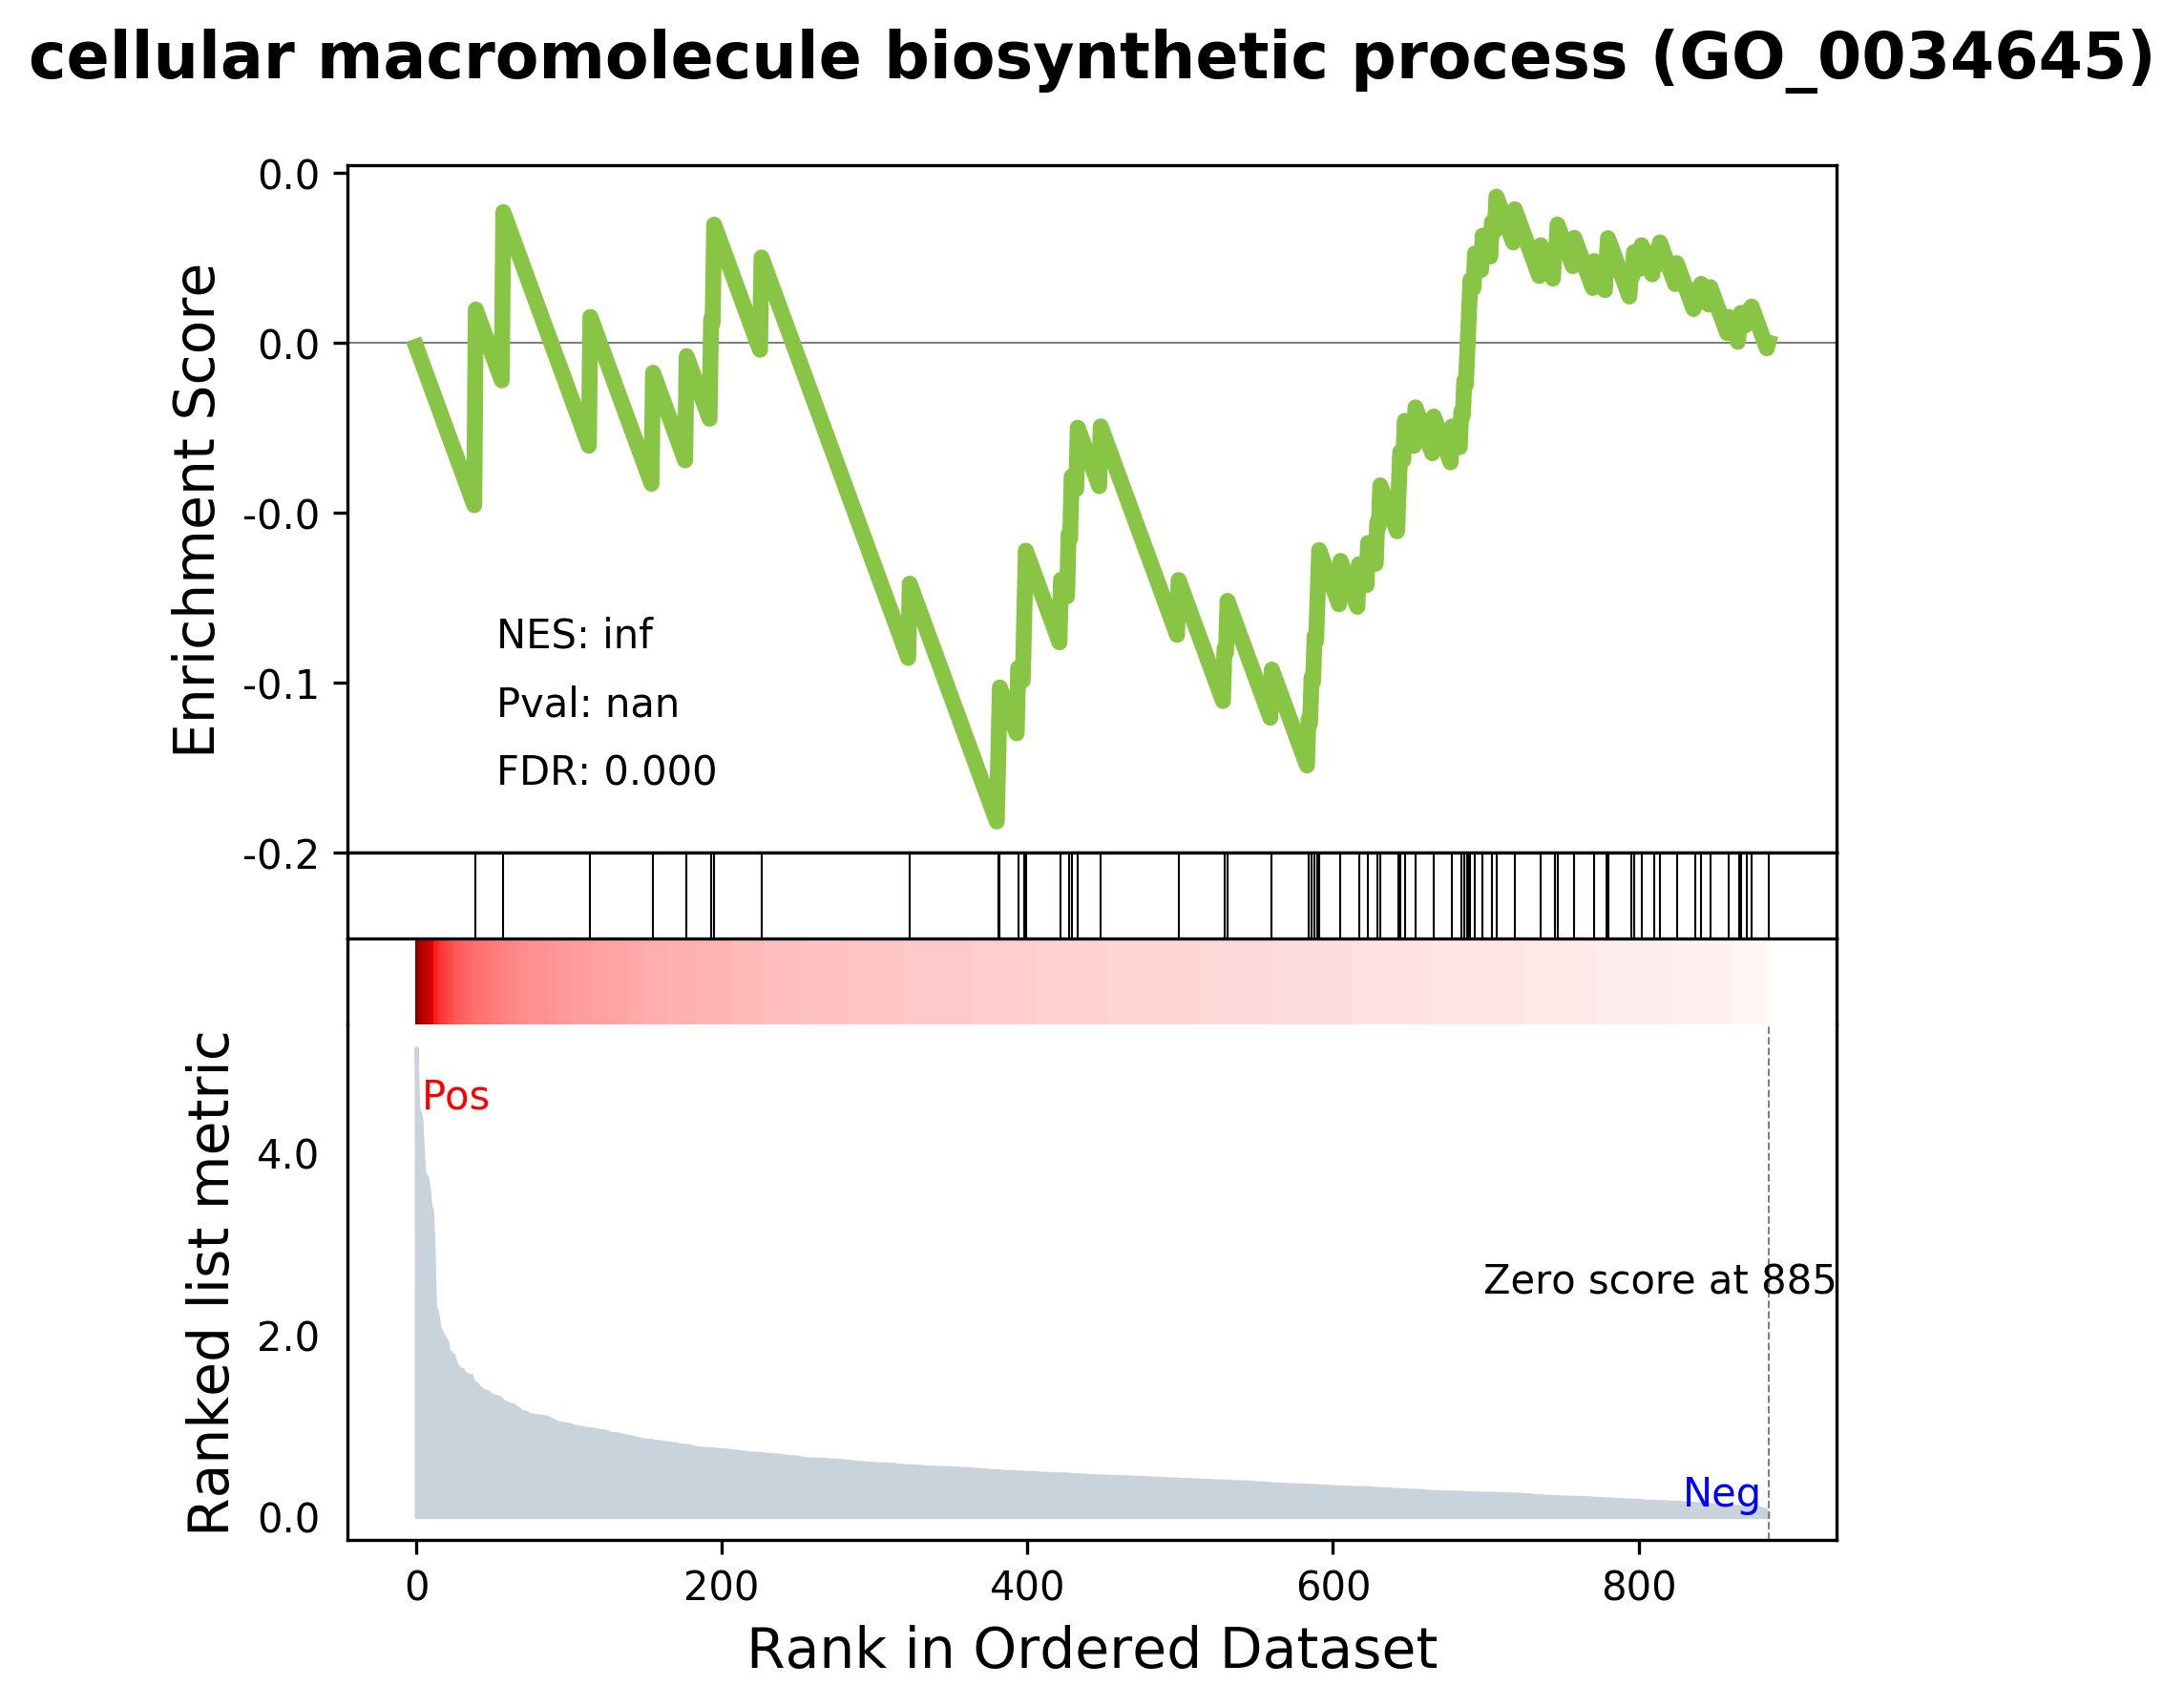 cellular macromolecule biosynthetic process (GO_0034645)
Enrichment Score
0.0
0.0
-0.0
-0.1
-0.2
NES: inf
Pval: nan
FDR: 0.000
Ranked list metric
Pos
4.0
2.0
0.0
Zero score at 885
Neg
0 200 400 600 800
Rank in Ordered Dataset